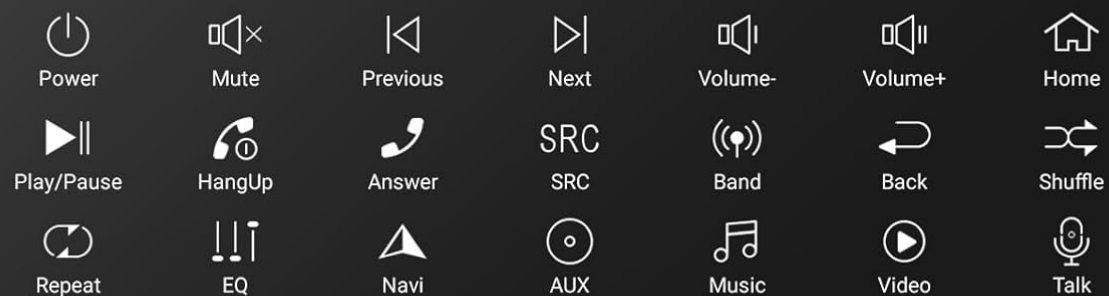 Power Mute Previous Next Volume- Volume+ Home
SRC
Play/Pause HangUp Answer SRC Band Back Shuffle
Repeat EQ Navi AUX Music Video Talk